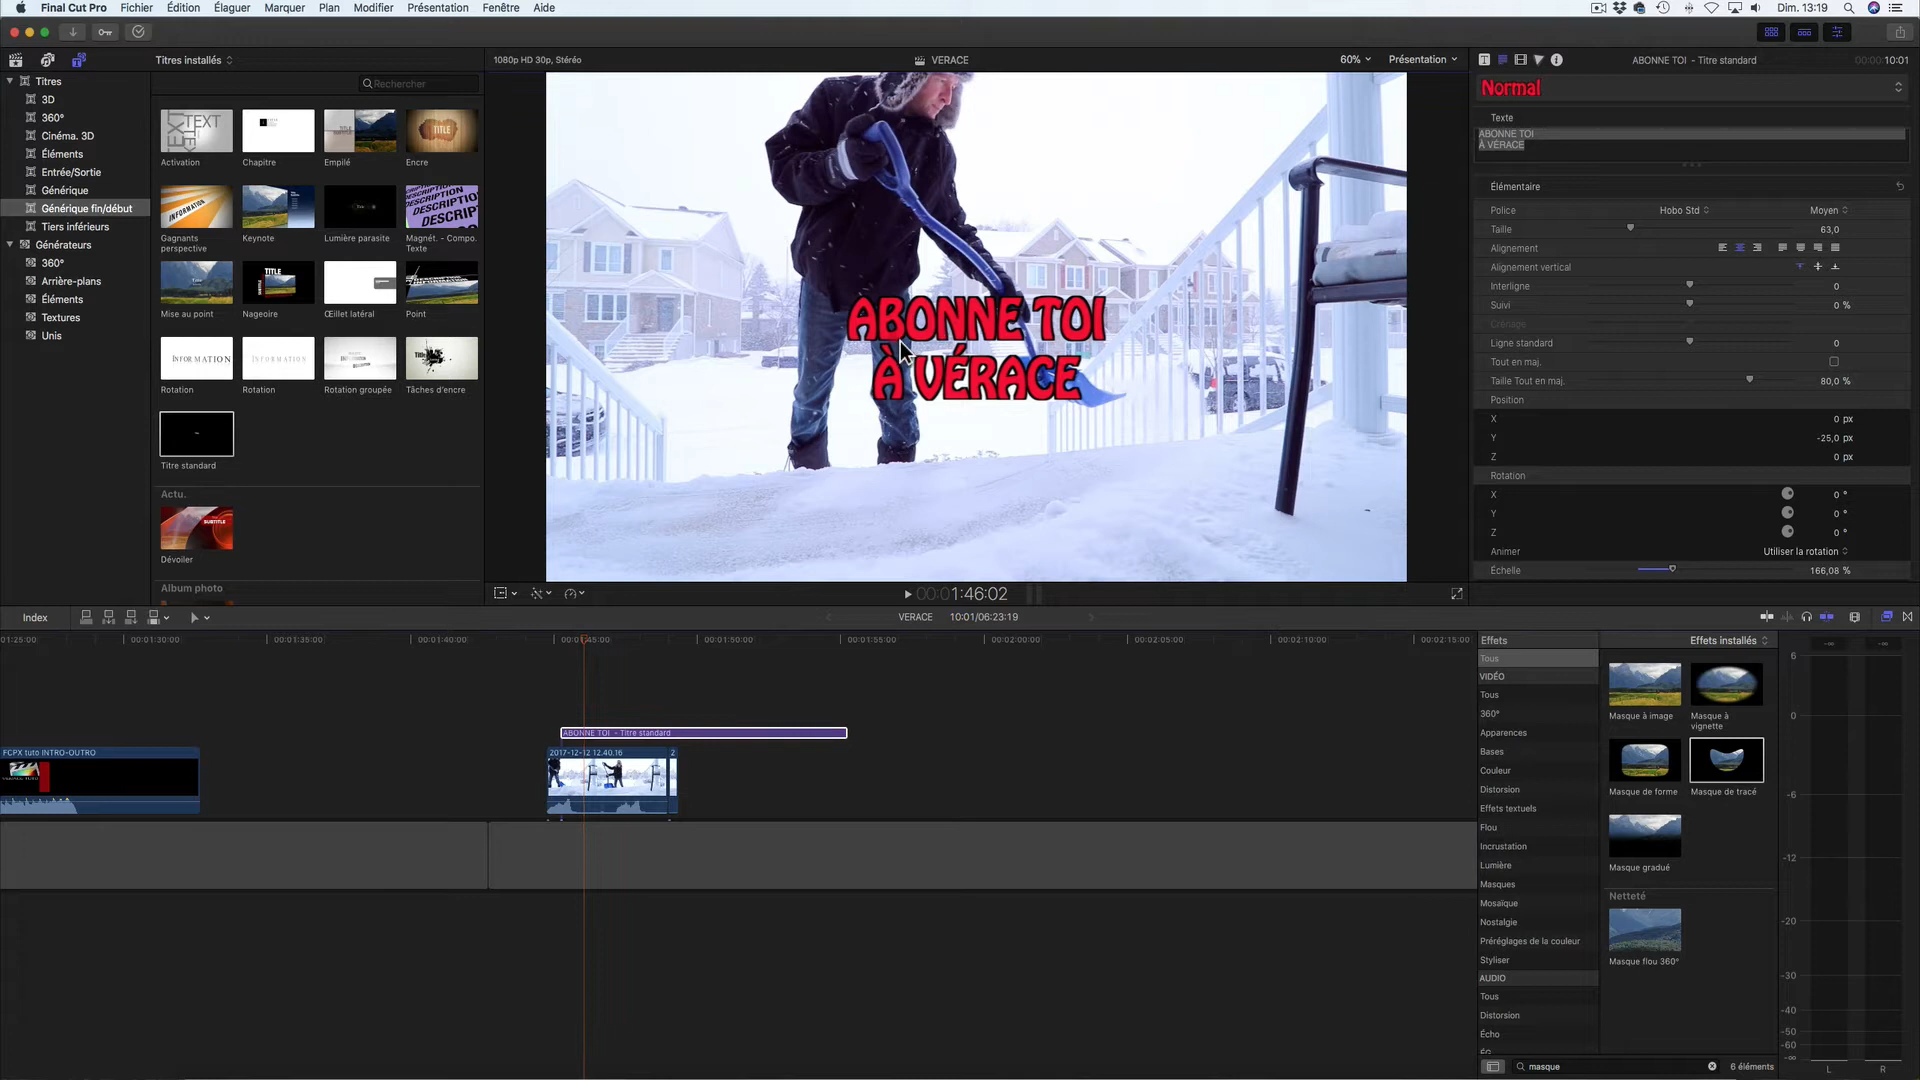 Final Cut Pro Fichier Édition Élaguer Marquer Plan Modifier Présentation Fenêtre Aide Dim. 13:19
Titres installés
Rechercher
1080p HD 30p, Stéréo VERACE 60% Présentation
ABONNE TOI - Titre standard 10:01
Titres
3D
360°
Cinéma. 3D
Éléments
Entrée/Sortie
Générique
Générique fin/début
Tiers inférieurs
Générateurs
360°
Arrière-plans
Éléments
Textures
Unis
Activation Chapitre Empilé Encre
Gagnants perspective Keynote Lumière parasite Magnét. - Compo. Texte
Mise au point Nageoire Œillet latéral Point
Rotation Rotation Rotation groupée Tâches d'encre
Titre standard
Actu.
Dévoiler
Album photo
ABONNE TOI
À VÉRACE
Normal
Texte
ABONNE TOI
À VÉRACE
Élémentaire
Police Hobo Std Moyen
Taille 63,0
Alignement
Alignement vertical
Interligne 0
Suivi 0 %
Crénage
Ligne standard 0
Tout en maj.
Taille Tout en maj. 80,0 %
Position
X 0 px
Y -25,0 px
Z 0 px
Rotation
X 0 °
Y 0 °
Z 0 °
Animer Utiliser la rotation
Échelle 166,08 %
00:00:01:46:02
Index VERACE 10:01/06:23:19
01:25:00 00:01:30:00 00:01:35:00 00:01:40:00 00:01:45:00 00:01:50:00 00:01:55:00 00:02:00:00 00:02:05:00 00:02:10:00 00:02:15:00
ABONNE TOI - Titre standard
FCPX tuto INTRO-OUTRO
2017-12-12 12.40.16 2
Effets Effets installés
Tous
VIDÉO
Tous
360°
Apparences
Bases
Couleur
Distorsion
Effets textuels
Flou
Incrustation
Lumière
Masques
Mosaïque
Nostalgie
Préréglages de la couleur
Styliser
AUDIO
Tous
Distorsion
Écho
Masque à image Masque à vignette
Masque de forme Masque de tracé
Masque gradué
Netteté
Masque flou 360°
masque 6 éléments
6
0
-6
-12
-20
-30
-40
-50
-60
-∞
L R